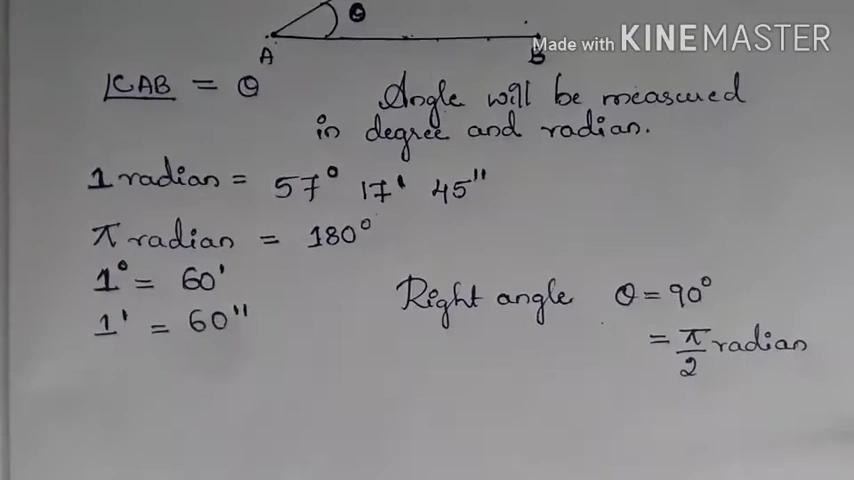 θ
A
B
Made with KINEMASTER
∠CAB = θ
Angle will be measured
in degree and radian.
1 radian = 57° 17' 45"
π radian = 180°
1° = 60'
1' = 60"
Right angle θ = 90°
= π/2 radian